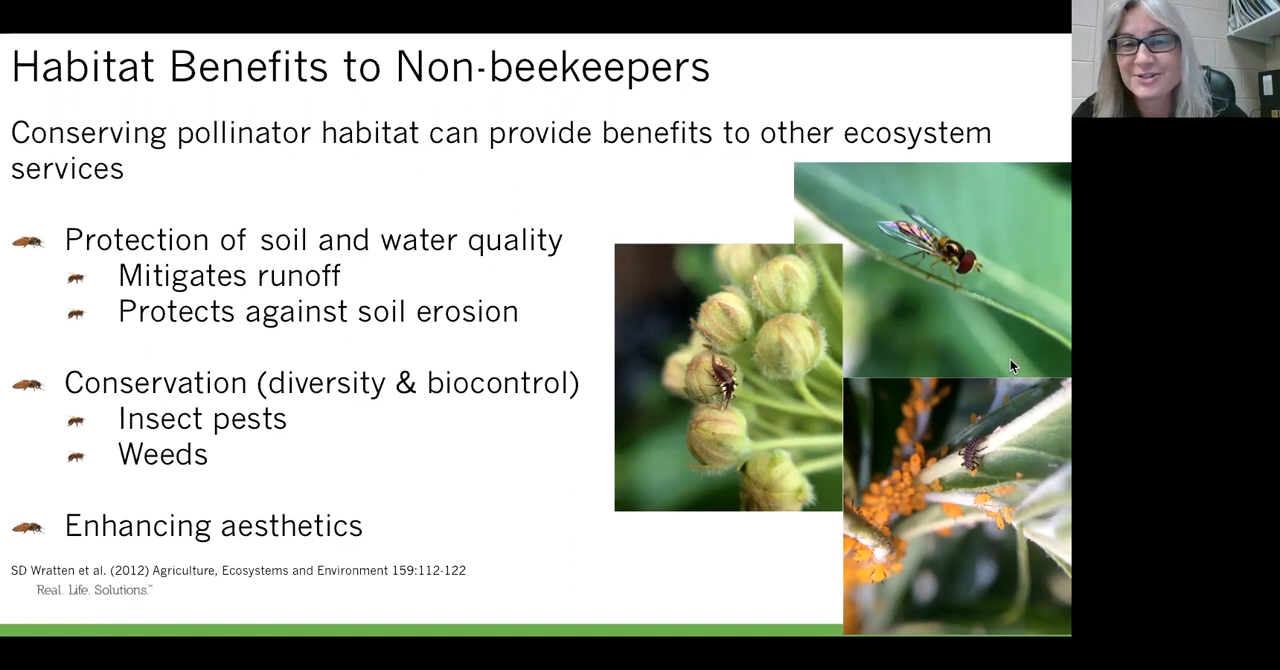 Habitat Benefits to Non-beekeepers
Conserving pollinator habitat can provide benefits to other ecosystem
services
Protection of soil and water quality
Mitigates runoff
Protects against soil erosion
Conservation (diversity & biocontrol)
Insect pests
Weeds
Enhancing aesthetics
SD Wratten et al. (2012) Agriculture, Ecosystems and Environment 159:112-122
Real. Life. Solutions.™